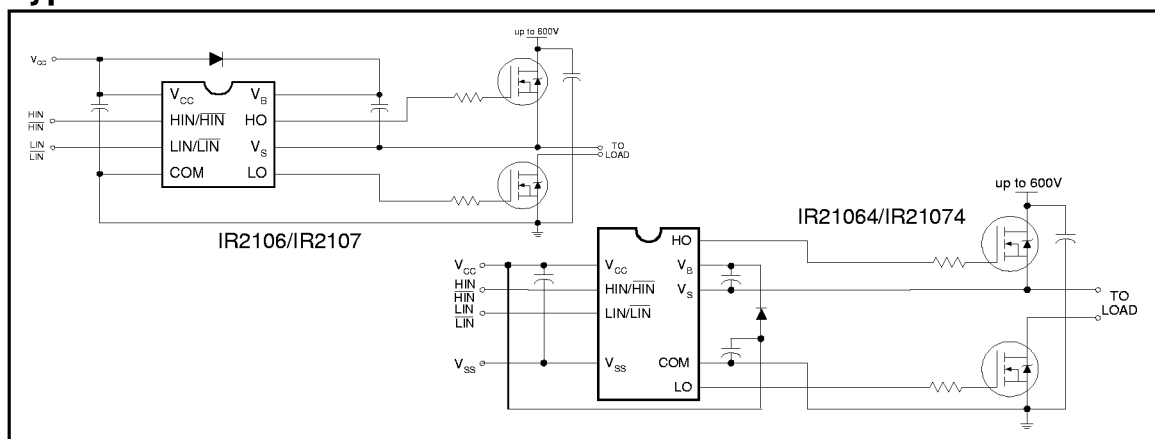 up to 600V
V_CC
V_CC V_B
HIN
HIN HIN/HIN HO
LIN
LIN LIN/LIN V_S TO
LOAD
COM LO
IR2106/IR2107
up to 600V
IR21064/IR21074
HO
V_CC V_CC V_B
HIN
HIN HIN/HIN V_S TO
LOAD
LIN
LIN LIN/LIN
V_SS V_SS COM
LO